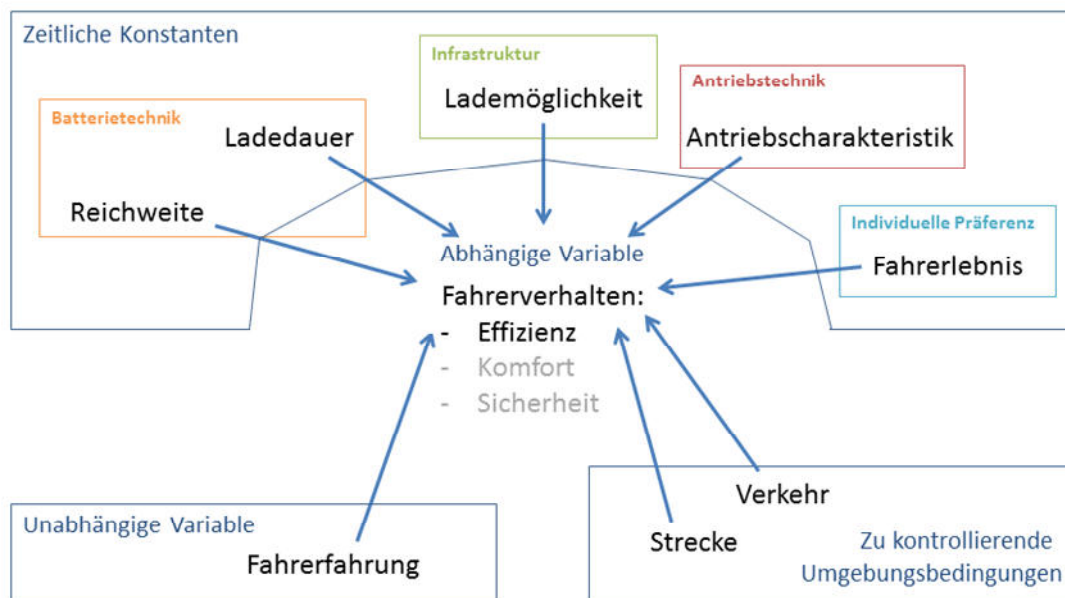 Zeitliche Konstanten
Batterietechnik
Ladedauer
Reichweite
Infrastruktur
Lademöglichkeit
Antriebstechnik
Antriebscharakteristik
Individuelle Präferenz
Fahrerlebnis
Abhängige Variable
Fahrerverhalten:
- Effizienz
- Komfort
- Sicherheit
Unabhängige Variable
Fahrerfahrung
Verkehr
Strecke
Zu kontrollierende
Umgebungsbedingungen